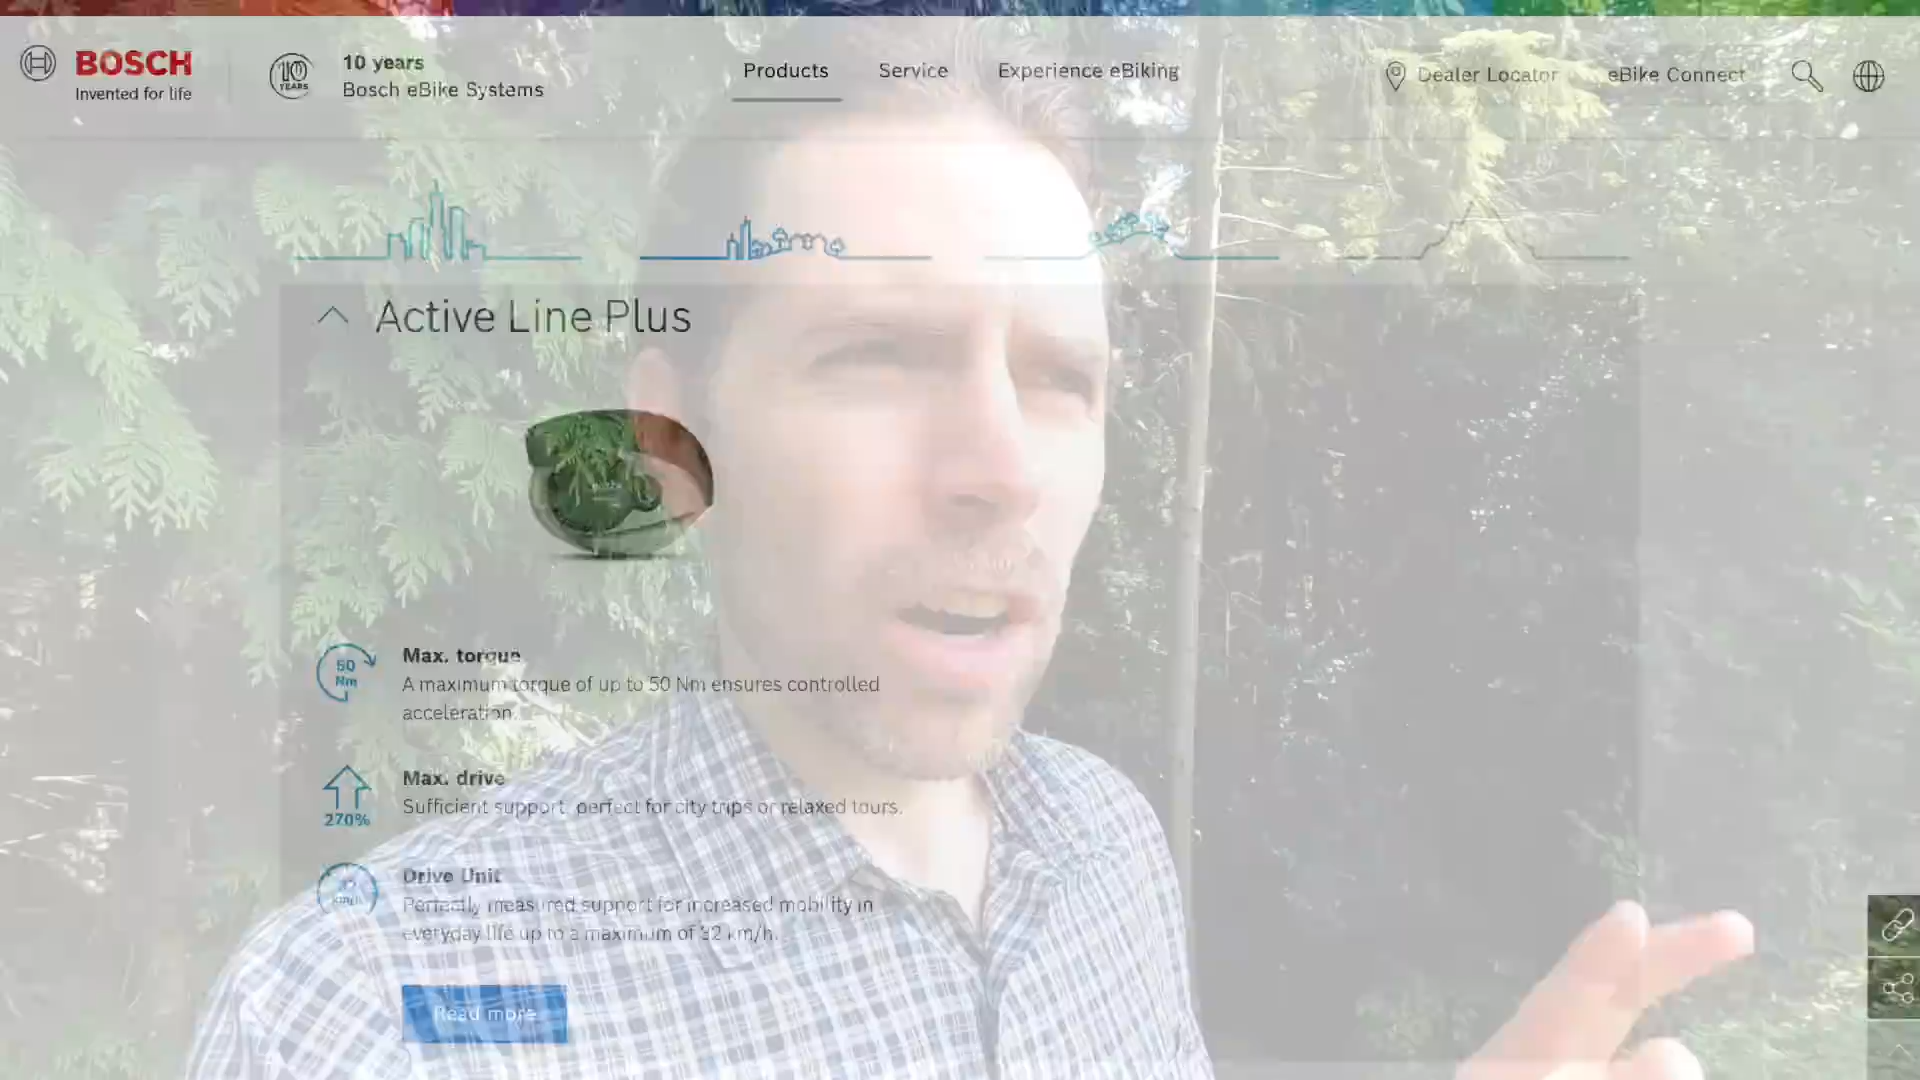 BOSCH
Invented for life
10
YEARS
10 years
Bosch eBike Systems
Products
Service
Experience eBiking
Dealer Locator
eBike Connect
Active Line Plus
50
Nm
Max. torque
A maximum torque of up to 50 Nm ensures controlled
acceleration.
270%
Max. drive
Sufficient support, perfect for city trips or relaxed tours.
km/h
Drive Unit
Perfectly measured support for increased mobility in
everyday life up to a maximum of 32 km/h.
Read more